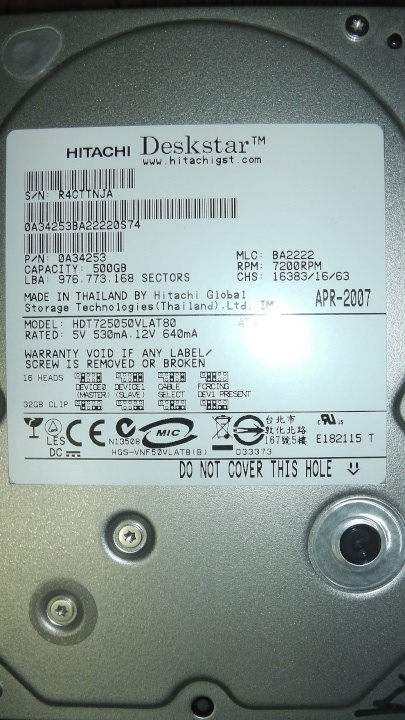 HITACHI Deskstar™
www.hitachigst.com
S/N: R4CTTNJA
0A34253BA22220S74
P/N: 0A34253 MLC: BA2222
CAPACITY: 500GB RPM: 7200RPM
LBA: 976.773.168 SECTORS CHS: 16383/16/63
MADE IN THAILAND BY Hitachi Global
Storage Technologies(Thailand).Ltd. IM APR-2007
MODEL: HDT725050VLAT80
RATED: 5V 530mA.12V 640mA
WARRANTY VOID IF ANY LABEL/
SCREW IS REMOVED OR BROKEN
16 HEADS DEVICE0 (MASTER) DEVICE1 (SLAVE) CABLE SELECT FORCING DEV1 PRESENT
32GB CLIP
LES
DC
CE
N13508
MIC
台北市
敦化北路
167號5樓
E182115 T
HGS-VNF50VLAT8(B) D33373
DO NOT COVER THIS HOLE